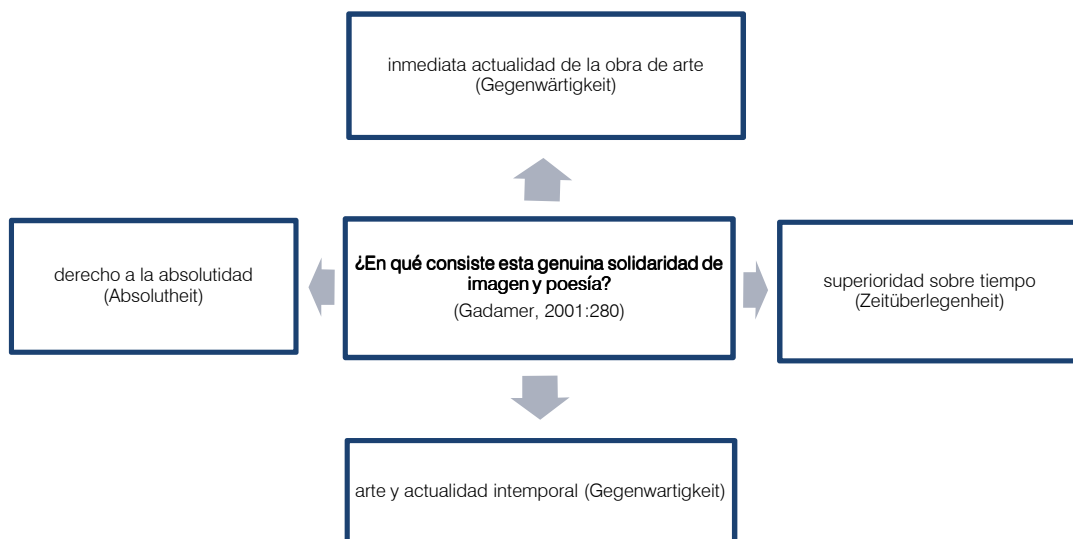 inmediata actualidad de la obra de arte
(Gegenwärtigkeit)
derecho a la absolutidad
(Absolutheit)
¿En qué consiste esta genuina solidaridad de
imagen y poesía?
(Gadamer, 2001:280)
superioridad sobre tiempo
(Zeitüberlegenheit)
arte y actualidad intemporal (Gegenwartigkeit)